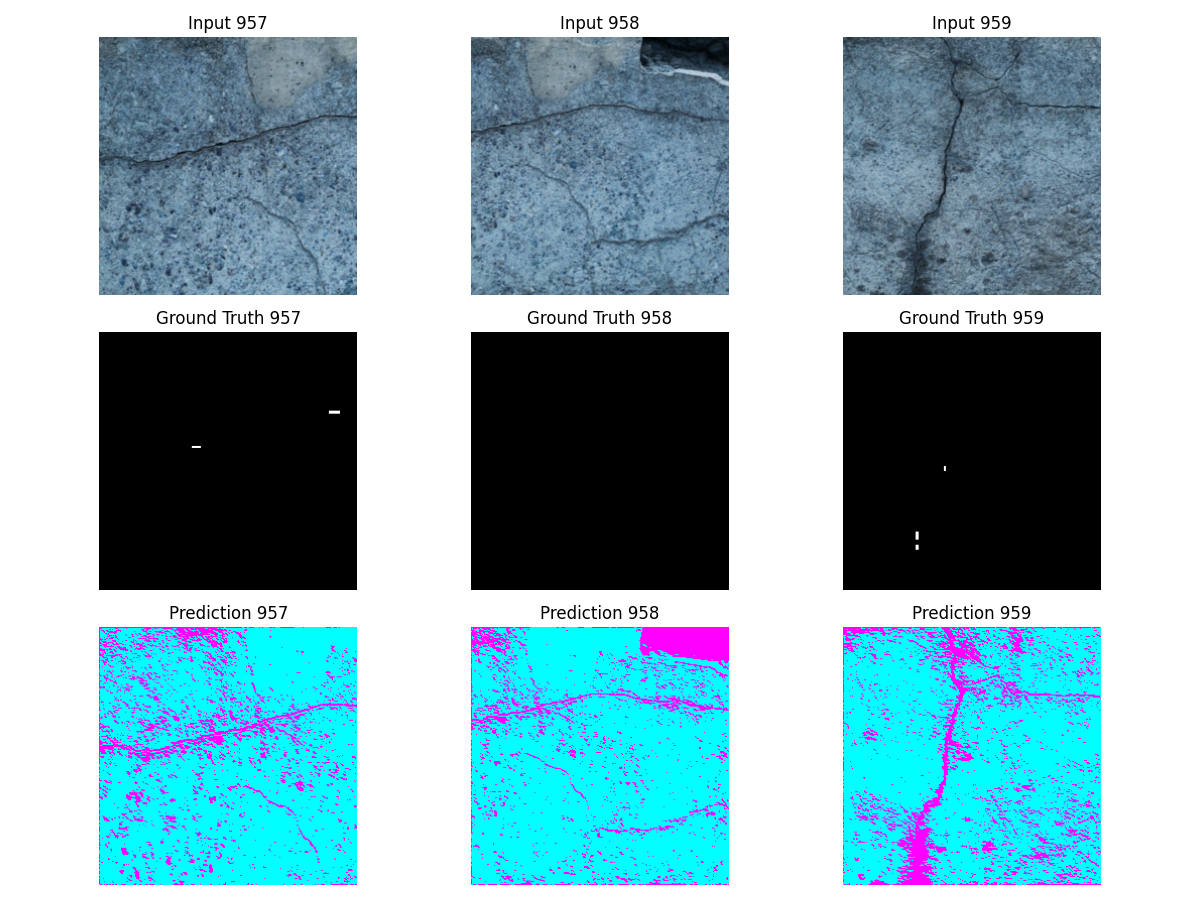 Input 957
Input 958
Input 959
Ground Truth 957
Ground Truth 958
Ground Truth 959
Prediction 957
Prediction 958
Prediction 959